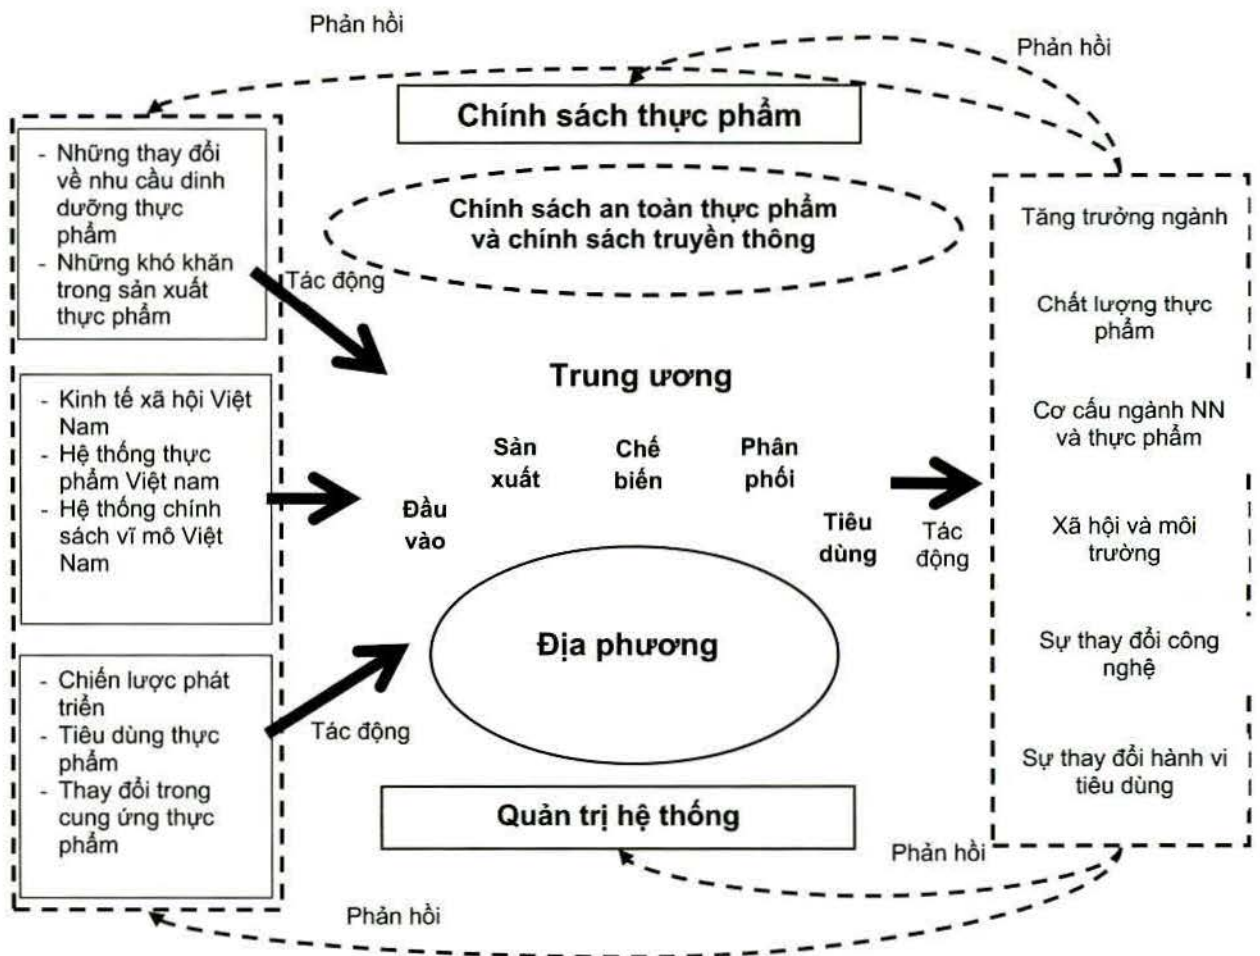 Phản hồi
Phản hồi
Chính sách thực phẩm
- Những thay đổi
về nhu cầu dinh
dưỡng thực
phẩm
- Những khó khăn
trong sản xuất
thực phẩm
Chính sách an toàn thực phẩm
và chính sách truyền thông
Tác động
- Kinh tế xã hội Việt
Nam
- Hệ thống thực
phẩm Việt nam
- Hệ thống chính
sách vĩ mô Việt
Nam
- Chiến lược phát
triển
- Tiêu dùng thực
phẩm
- Thay đổi trong
cung ứng thực
phẩm
Tác động
Trung ương
Đầu
vào
Sản
xuất
Chế
biến
Phân
phối
Tiêu
dùng
Địa phương
Quản trị hệ thống
Tác
động
Tăng trưởng ngành
Chất lượng thực
phẩm
Cơ cấu ngành NN
và thực phẩm
Xã hội và môi
trường
Sự thay đổi công
nghệ
Sự thay đổi hành vi
tiêu dùng
Phản hồi
Phản hồi